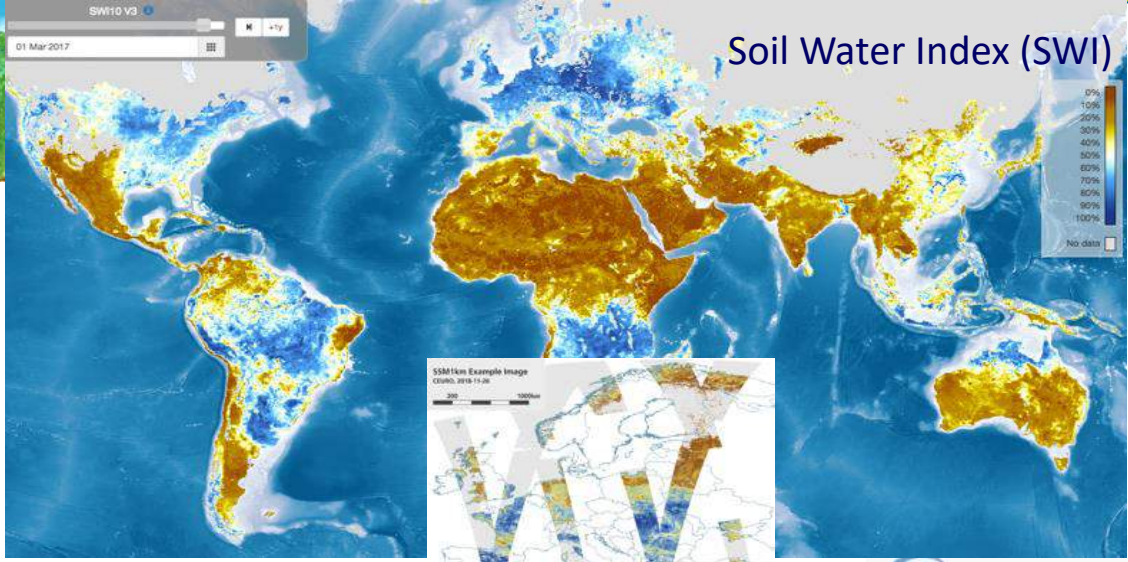 SWI10 V3
+1y
01 Mar 2017
Soil Water Index (SWI)
0%
10%
20%
30%
40%
50%
60%
70%
80%
90%
100%
No data
SSM1km Example Image
CEURO, 2018-11-26
200
1000km